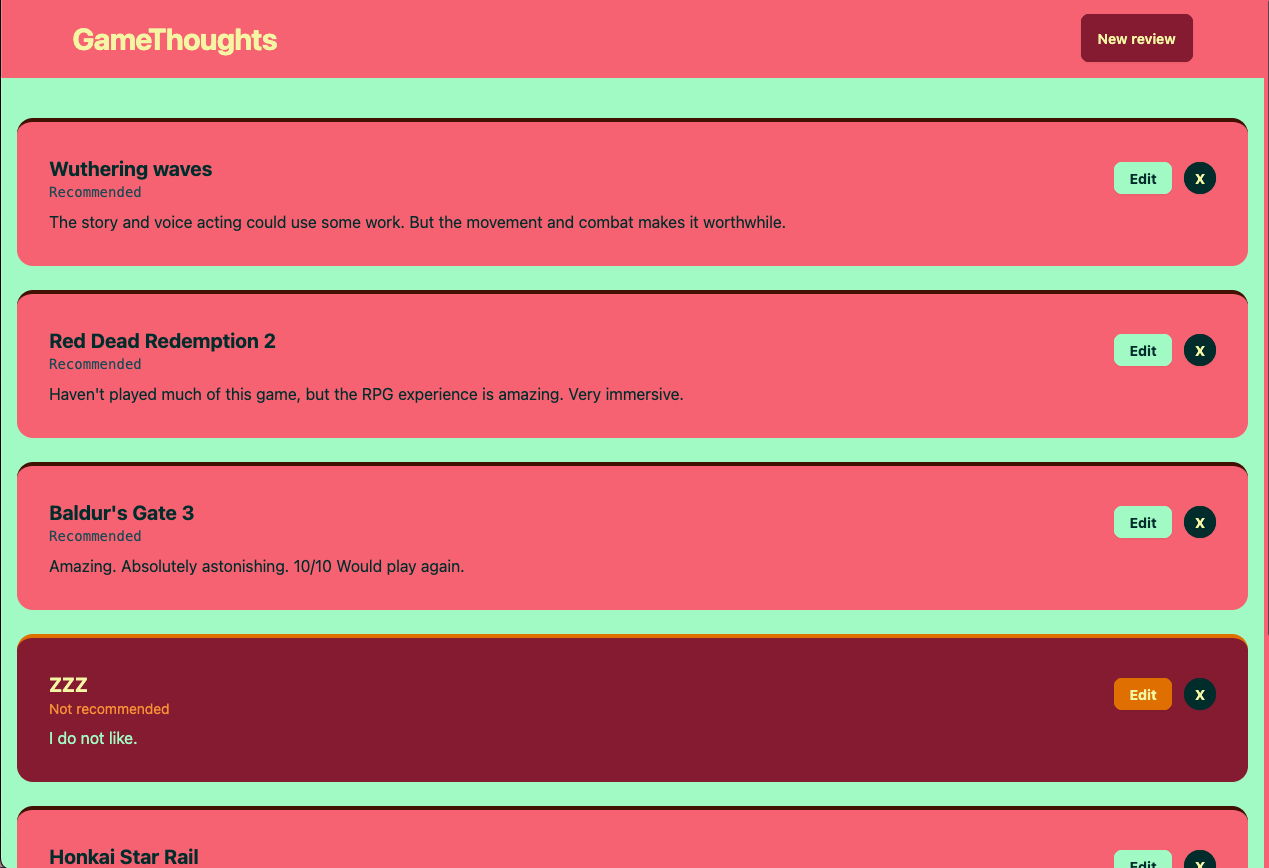 GameThoughts
New review
Wuthering waves
Recommended
The story and voice acting could use some work. But the movement and combat makes it worthwhile.
Edit
X
Red Dead Redemption 2
Recommended
Haven't played much of this game, but the RPG experience is amazing. Very immersive.
Edit
X
Baldur's Gate 3
Recommended
Amazing. Absolutely astonishing. 10/10 Would play again.
Edit
X
ZZZ
Not recommended
I do not like.
Edit
X
Honkai Star Rail
Edit
X